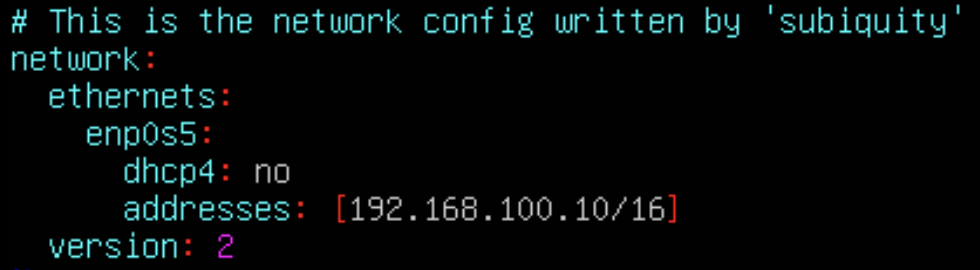 # This is the network config written by 'subiquity'
network:
  ethernets:
    enp0s5:
      dhcp4: no
      addresses: [192.168.100.10/16]
  version: 2